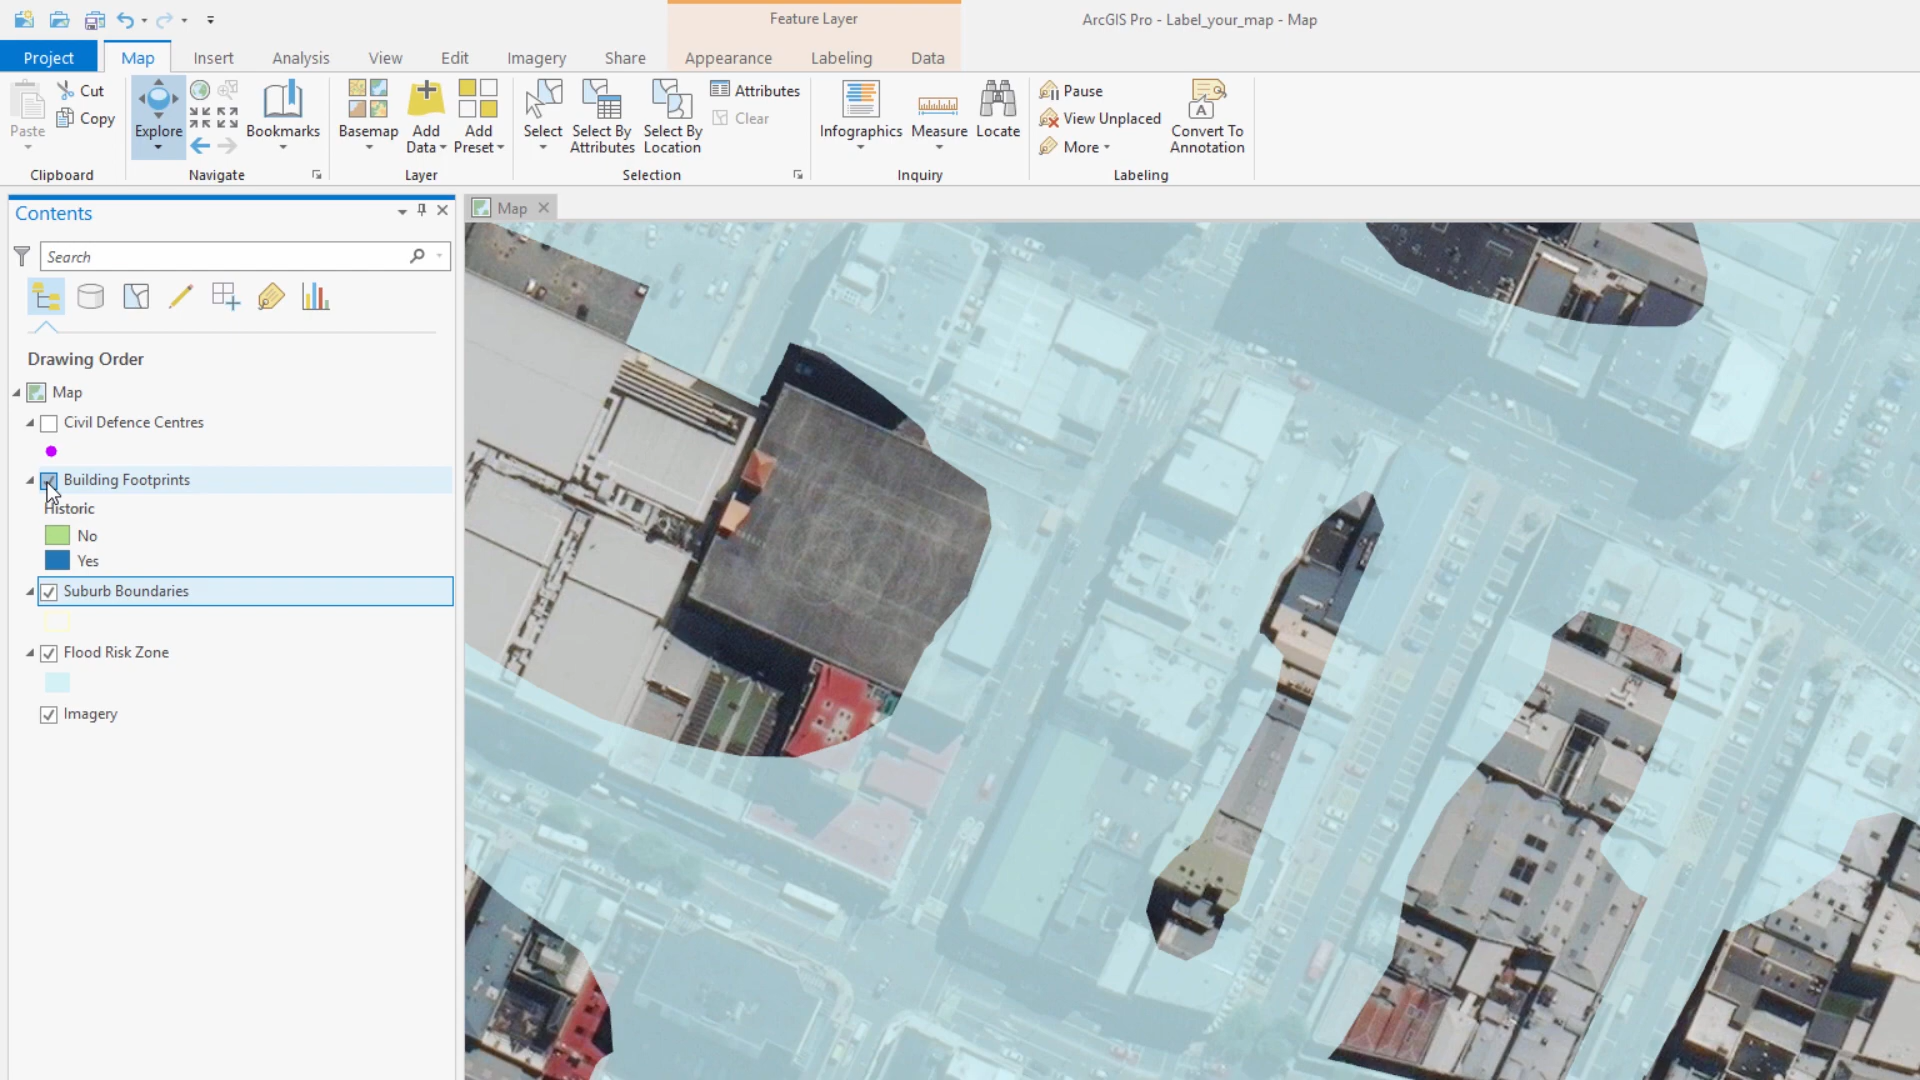 Feature Layer
ArcGIS Pro - Label_your_map - Map
Project
Map
Insert
Analysis
View
Edit
Imagery
Share
Appearance
Labeling
Data
Paste
Cut
Copy
Clipboard
Explore
Bookmarks
Navigate
Basemap
Add
Data
Add
Preset
Layer
Select
Select By
Attributes
Select By
Location
Attributes
Clear
Selection
Infographics
Measure
Locate
Inquiry
Pause
View Unplaced
More
Convert To
Annotation
Labeling
Contents
Map
Search
Drawing Order
Map
Civil Defence Centres
Building Footprints
Historic
No
Yes
Suburb Boundaries
Flood Risk Zone
Imagery